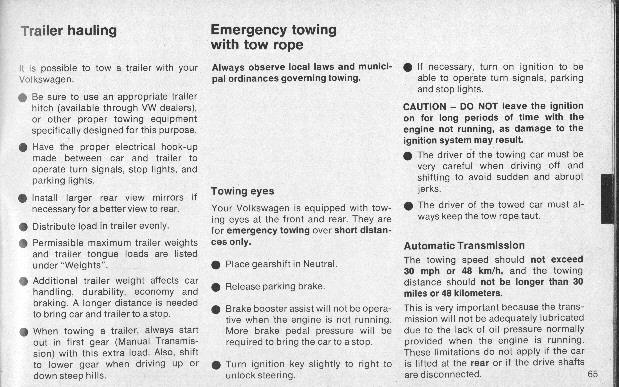 Trailer hauling
It is possible to tow a trailer with your
Volkswagen.
● Be sure to use an appropriate trailer
hitch (available through VW dealers),
or other proper towing equipment
specifically designed for this purpose.
● Have the proper electrical hook-up
made between car and trailer to
operate turn signals, stop lights, and
parking lights.
● Install larger rear view mirrors if
necessary for a better view to rear.
● Distribute load in trailer evenly.
● Permissible maximum trailer weights
and trailer tongue loads are listed
under "Weights".
● Additional trailer weight affects car
handling, durability, economy and
braking. A longer distance is needed
to bring car and trailer to a stop.
● When towing a trailer, always start
out in first gear (Manual Transmis-
sion) with this extra load. Also, shift
to lower gear when driving up or
down steep hills.
Emergency towing
with tow rope
Always observe local laws and munici-
pal ordinances governing towing.
Towing eyes
Your Volkswagen is equipped with tow-
ing eyes at the front and rear. They are
for emergency towing over short distan-
ces only.
● Place gearshift in Neutral.
● Release parking brake.
● Brake booster assist will not be opera-
tive when the engine is not running.
More brake pedal pressure will be
required to bring the car to a stop.
● Turn ignition key slightly to right to
unlock steering.
● If necessary, turn on ignition to be
able to operate turn signals, parking
and stop lights.
CAUTION – DO NOT leave the ignition
on for long periods of time with the
engine not running, as damage to the
ignition system may result.
● The driver of the towing car must be
very careful when driving off and
shifting to avoid sudden and abrupt
jerks.
● The driver of the towed car must al-
ways keep the tow rope taut.
Automatic Transmission
The towing speed should not exceed
30 mph or 48 km/h, and the towing
distance should not be longer than 30
miles or 48 kilometers.
This is very important because the trans-
mission will not be adequately lubricated
due to the lack of oil pressure normally
provided when the engine is running.
These limitations do not apply if the car
is lifted at the rear or if the drive shafts
are disconnected.
65